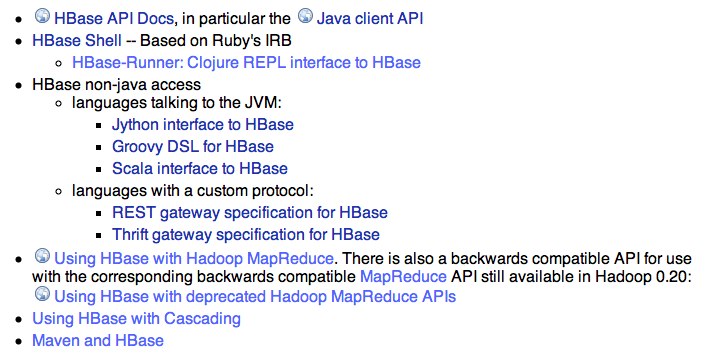 HBase API Docs, in particular the Java client API
HBase Shell -- Based on Ruby's IRB
HBase-Runner: Clojure REPL interface to HBase
HBase non-java access
languages talking to the JVM:
Jython interface to HBase
Groovy DSL for HBase
Scala interface to HBase
languages with a custom protocol:
REST gateway specification for HBase
Thrift gateway specification for HBase
Using HBase with Hadoop MapReduce. There is also a backwards compatible API for use
with the corresponding backwards compatible MapReduce API still available in Hadoop 0.20:
Using HBase with deprecated Hadoop MapReduce APIs
Using HBase with Cascading
Maven and HBase